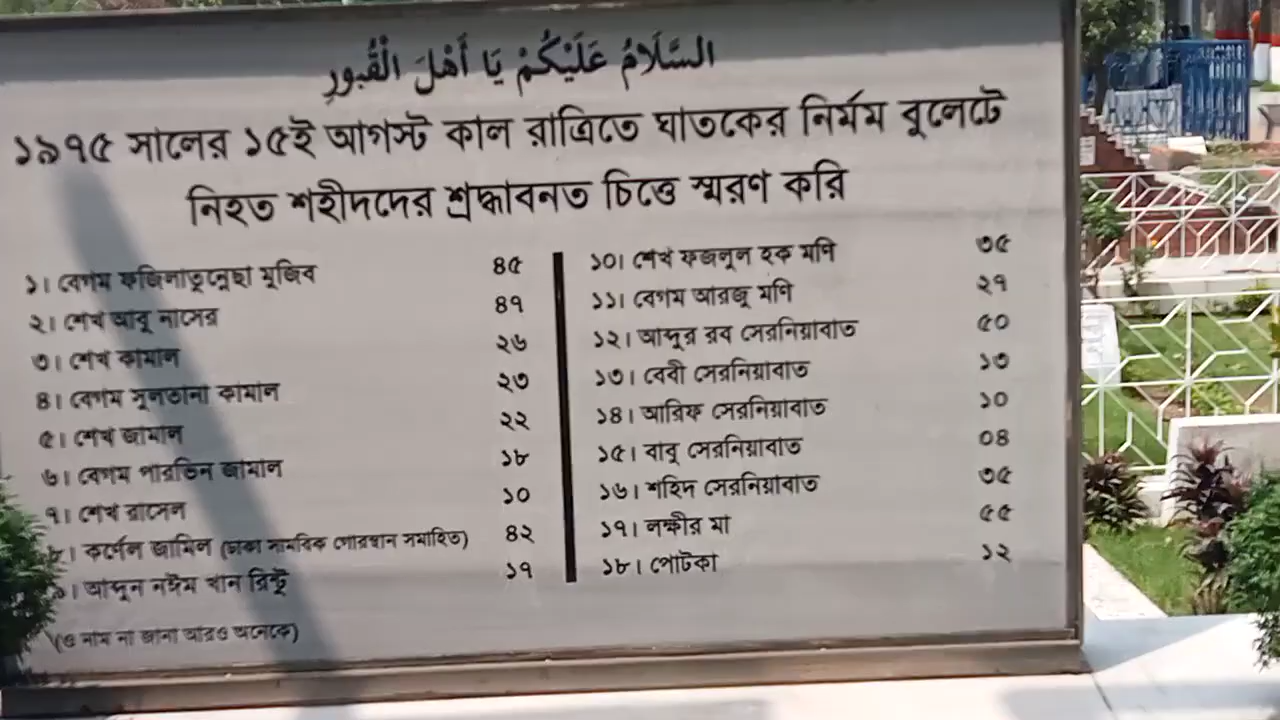 السَّلَامُ عَلَيْكُمْ يَا أَهْلَ الْقُبُورِ
১৯৭৫ সালের ১৫ই আগস্ট কাল রাত্রিতে ঘাতকের নির্মম বুলেটে
নিহত শহীদদের শ্রদ্ধাবনত চিত্তে স্মরণ করি
১। বেগম ফজিলাতুন্নেছা মুজিব ৪৫
২। শেখ আবু নাসের ৪৭
৩। শেখ কামাল ২৬
৪। বেগম সুলতানা কামাল ২৩
৫। শেখ জামাল ২২
৬। বেগম পারভিন জামাল ১৮
৭। শেখ রাসেল ১০
৮। কর্ণেল জামিল (ঢাকা সামরিক গোরস্থান সমাহিত) ৪২
৯। আব্দুল নঈম খান রিন্টু ১৭
(ও নাম না জানা আরও অনেকে)
১০। শেখ ফজলুল হক মণি ৩৫
১১। বেগম আরজু মণি ২৭
১২। আব্দুর রব সেরনিয়াবাত ৫০
১৩। বেবী সেরনিয়াবাত ১৩
১৪। আরিফ সেরনিয়াবাত ১০
১৫। বাবু সেরনিয়াবাত ০৪
১৬। শহিদ সেরনিয়াবাত ৩৫
১৭। লক্ষীর মা ৫৫
১৮। পোটকা ১২